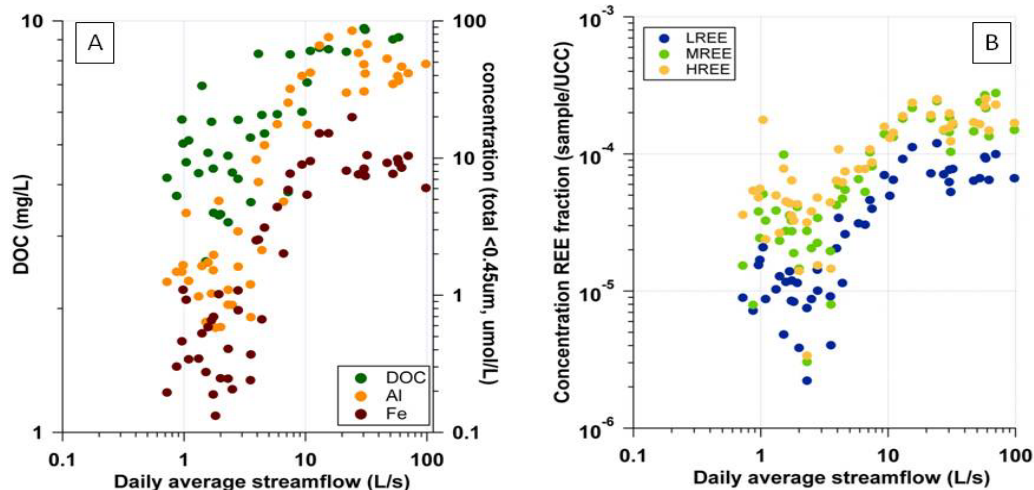 A
DOC (mg/L)
10
1
100
10
1
0.1
concentration (total <0.45um, umol/L)
DOC
Al
Fe
0.1
1
10
100
Daily average streamflow (L/s)
B
Concentration REE fraction (sample/UCC)
10-3
10-4
10-5
10-6
LREE
MREE
HREE
0.1
1
10
100
Daily average streamflow (L/s)